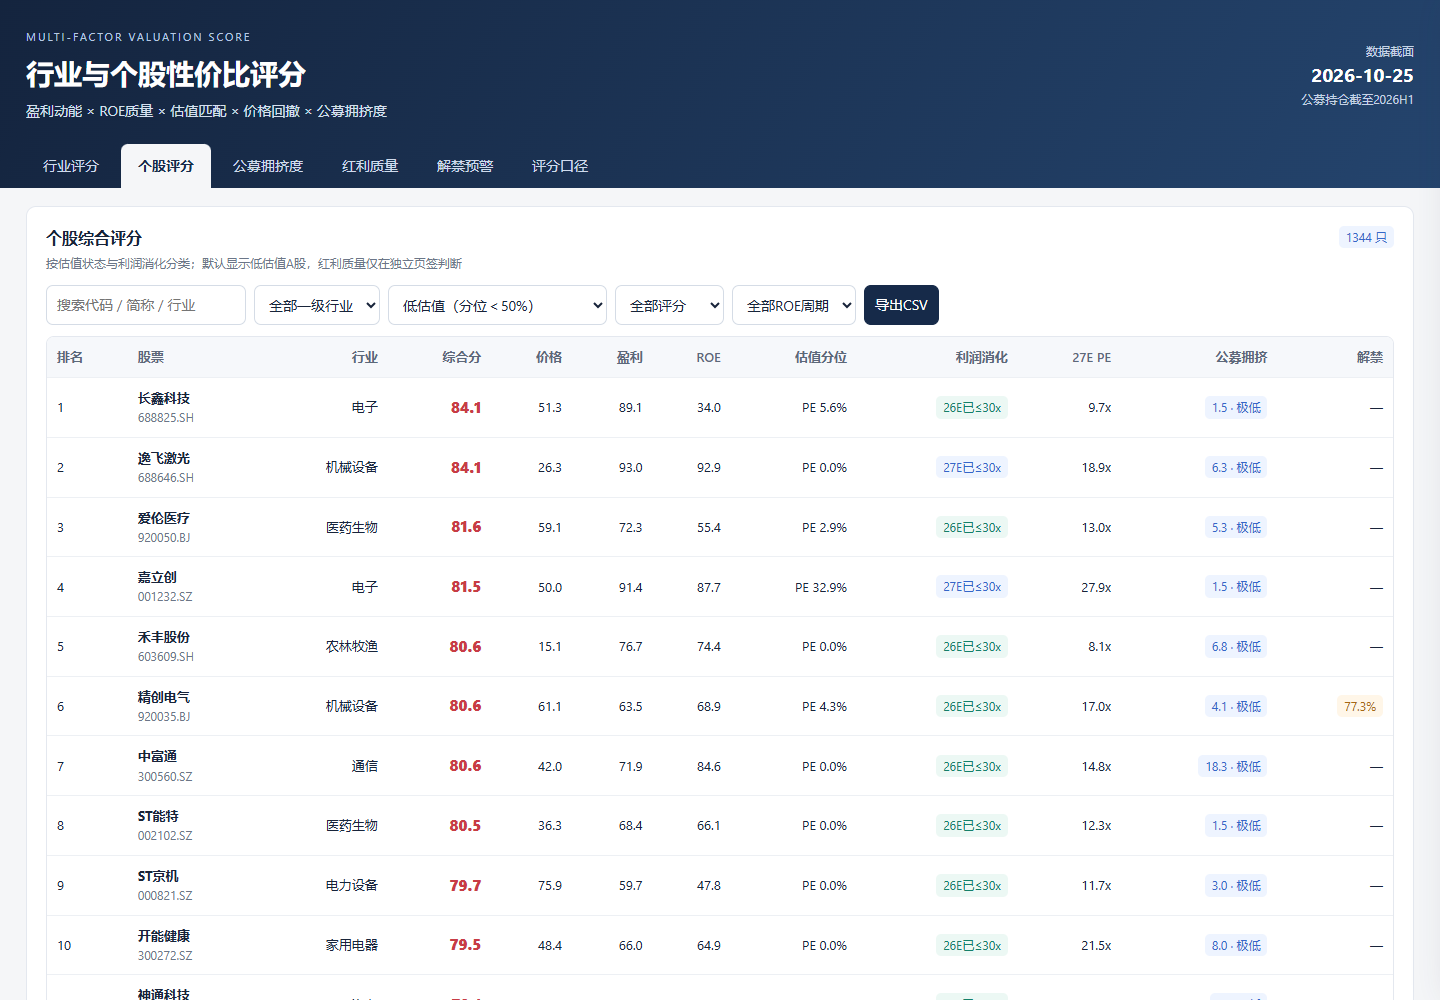 MULTI-FACTOR VALUATION SCORE
行业与个股性价比评分
盈利动能 × ROE质量 × 估值匹配 × 价格回撤 × 公募拥挤度
数据截面
2026-10-25
公募持仓截至2026H1
行业评分 个股评分 公募拥挤度 红利质量 解禁预警 评分口径
个股综合评分
1344 只
按估值状态与利润消化分类；默认显示低估值A股，红利质量仅在独立页签判断
搜索代码 / 简称 / 行业 全部一级行业 低估值（分位 < 50%） 全部评分 全部ROE周期 导出CSV
排名 股票 行业 综合分 价格 盈利 ROE 估值分位 利润消化 27E PE 公募拥挤 解禁
1 长鑫科技 电子 84.1 51.3 89.1 34.0 PE 5.6% 26E已≤30x 9.7x 1.5 · 极低 —
688825.SH
2 逸飞激光 机械设备 84.1 26.3 93.0 92.9 PE 0.0% 27E已≤30x 18.9x 6.3 · 极低 —
688646.SH
3 爱伦医疗 医药生物 81.6 59.1 72.3 55.4 PE 2.9% 26E已≤30x 13.0x 5.3 · 极低 —
920050.BJ
4 嘉立创 电子 81.5 50.0 91.4 87.7 PE 32.9% 27E已≤30x 27.9x 1.5 · 极低 —
001232.SZ
5 禾丰股份 农林牧渔 80.6 15.1 76.7 74.4 PE 0.0% 26E已≤30x 8.1x 6.8 · 极低 —
603609.SH
6 精创电气 机械设备 80.6 61.1 63.5 68.9 PE 4.3% 26E已≤30x 17.0x 4.1 · 极低 77.3%
920035.BJ
7 中富通 通信 80.6 42.0 71.9 84.6 PE 0.0% 26E已≤30x 14.8x 18.3 · 极低 —
300560.SZ
8 ST能特 医药生物 80.5 36.3 68.4 66.1 PE 0.0% 26E已≤30x 12.3x 1.5 · 极低 —
002102.SZ
9 ST京机 电力设备 79.7 75.9 59.7 47.8 PE 0.0% 26E已≤30x 11.7x 3.0 · 极低 —
000821.SZ
10 开能健康 家用电器 79.5 48.4 66.0 64.9 PE 0.0% 26E已≤30x 21.5x 8.0 · 极低 —
300272.SZ
神通科技